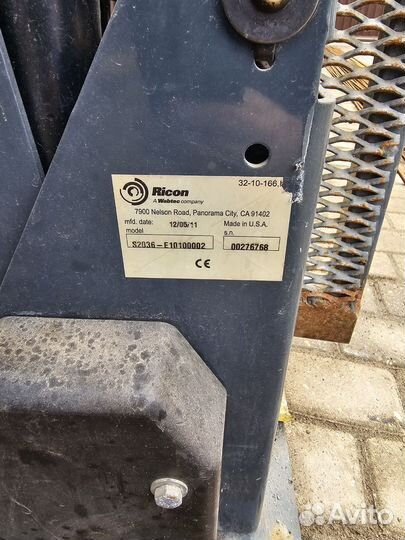 Ricon
A Wabtec company
32-10-166.
7900 Nelson Road, Panorama City, CA 91402
mfd. date: 12/05/11 Made in U.S.A.
model s.n.
S2036-E10100002 00276768
CE
Avito